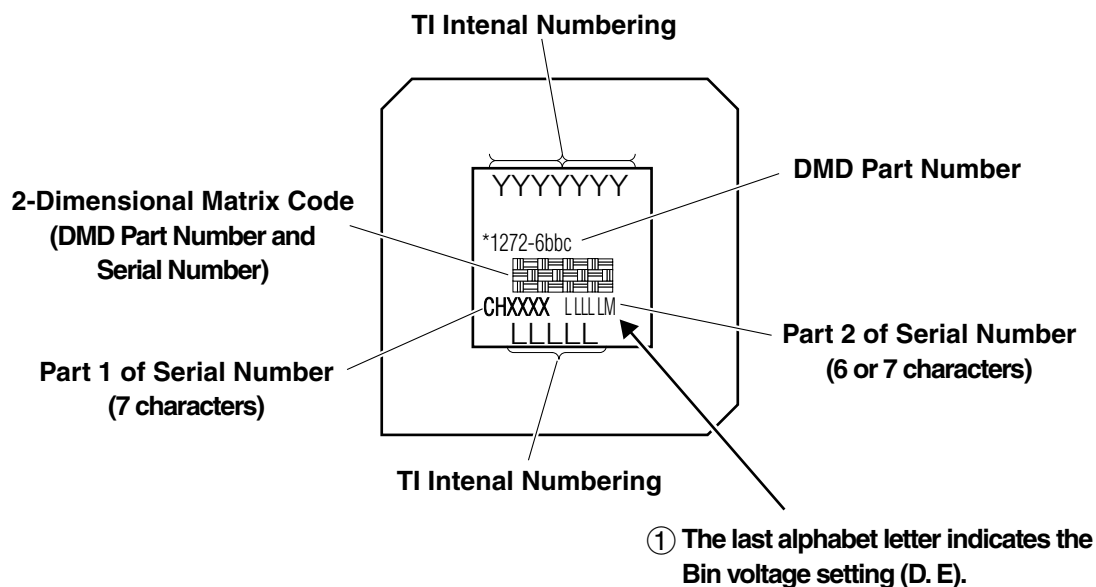 TI Intenal Numbering
YYYYYYY
DMD Part Number
2-Dimensional Matrix Code
(DMD Part Number and
Serial Number)
*1272-6bbc
CHXXXX LLLLLM
LLLLL
Part 2 of Serial Number
(6 or 7 characters)
Part 1 of Serial Number
(7 characters)
TI Intenal Numbering
① The last alphabet letter indicates the
Bin voltage setting (D. E).